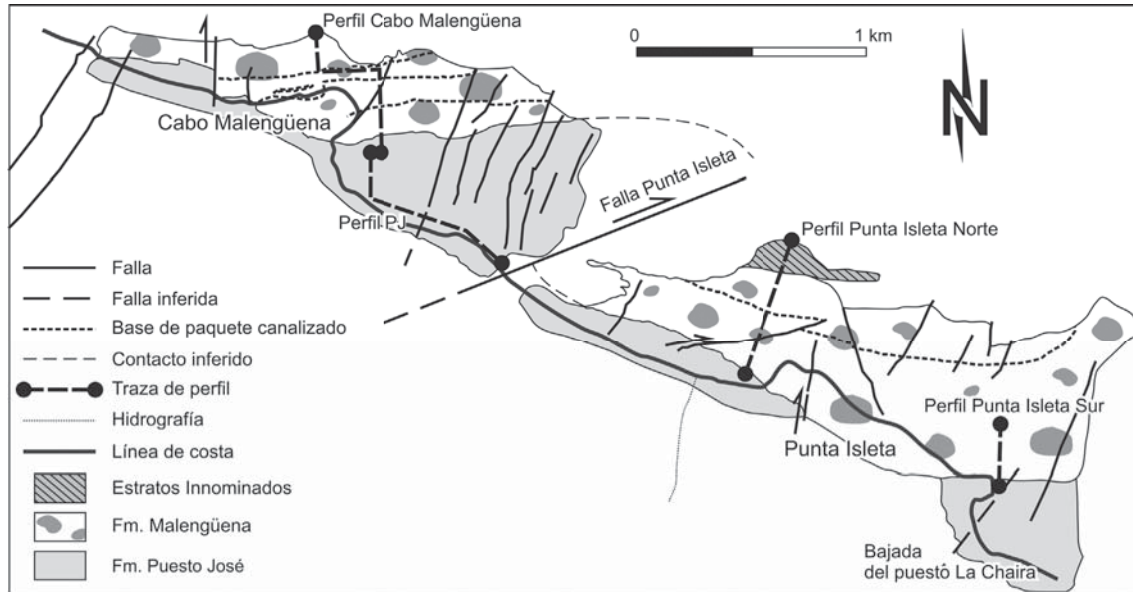 Perfil Cabo Malengüena
0
1 km
N
Cabo Malengüena
Falla Punta Isleta
Perfil PJ
Perfil Punta Isleta Norte
Falla
Falla inferida
Base de paquete canalizado
Contacto inferido
Traza de perfil
Hidrografía
Línea de costa
Estratos Innominados
Fm. Malengüena
Fm. Puesto José
Perfil Punta Isleta Sur
Punta Isleta
Bajada
del puesto La Chaira